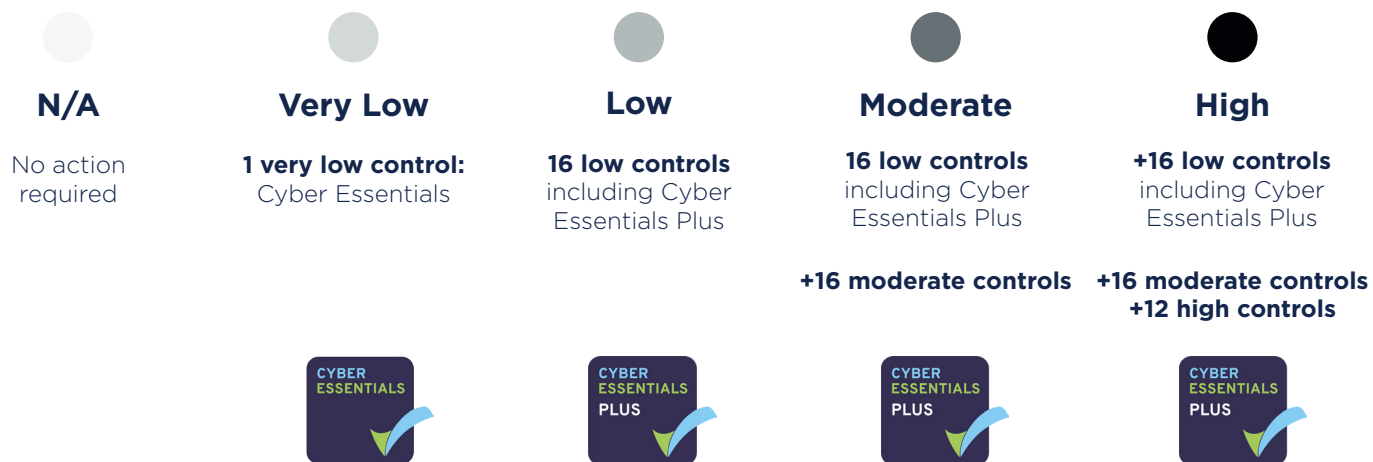 N/A
No action
required
Very Low
1 very low control:
Cyber Essentials
Low
16 low controls
including Cyber
Essentials Plus
Moderate
16 low controls
including Cyber
Essentials Plus
+16 moderate controls
High
+16 low controls
including Cyber
Essentials Plus
+16 moderate controls
+12 high controls
CYBER
ESSENTIALS
CYBER
ESSENTIALS
PLUS
CYBER
ESSENTIALS
PLUS
CYBER
ESSENTIALS
PLUS